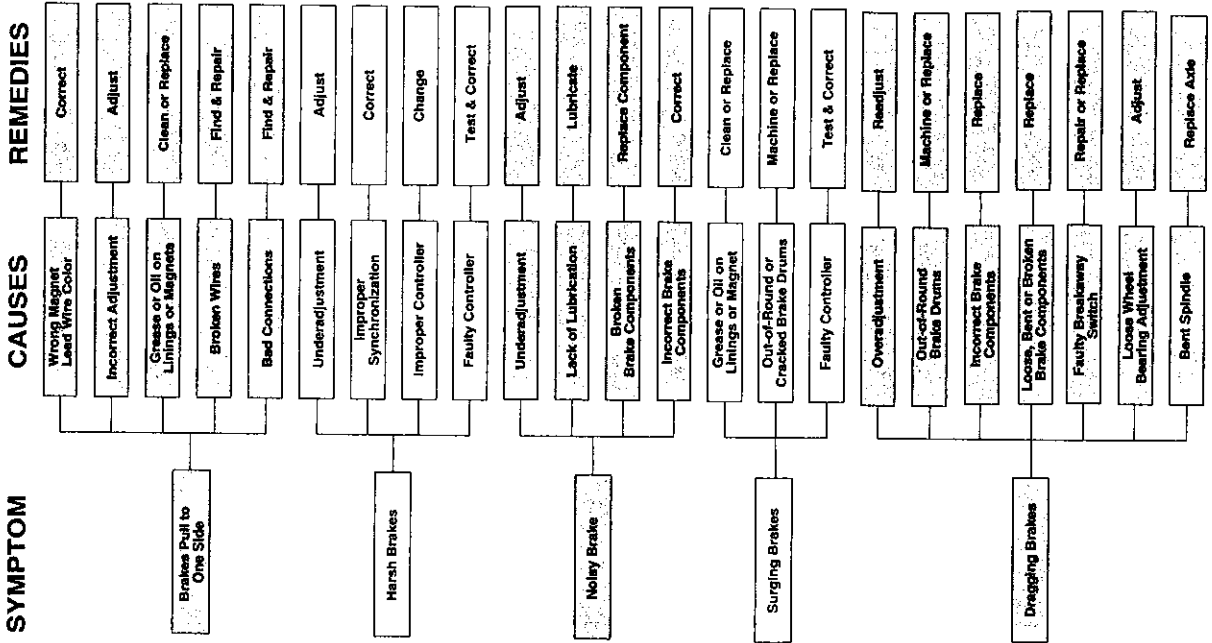 SYMPTOM
CAUSES
REMEDIES
Brakes Pull to
One Side
Wrong Magnet
Lead Wire Color
Correct
Incorrect Adjustment
Adjust
Grease or Oil on
Linings or Magnets
Clean or Replace
Broken Wires
Find & Repair
Bad Connections
Find & Repair
Harsh Brakes
Underadjustment
Adjust
Improper
Synchronization
Correct
Improper Controller
Change
Faulty Controller
Test & Correct
Noisy Brake
Underadjustment
Adjust
Lack of Lubrication
Lubricate
Broken
Brake Components
Replace Component
Incorrect Brake
Components
Correct
Surging Brakes
Grease or Oil on
Linings or Magnet
Clean or Replace
Out-of-Round or
Cracked Brake Drums
Machine or Replace
Faulty Controller
Test & Correct
Dragging Brakes
Overadjustment
Readjust
Out-of-Round
Brake Drums
Machine or Replace
Incorrect Brake
Components
Replace
Loose, Bent or Broken
Brake Components
Replace
Faulty Breakaway
Switch
Repair or Replace
Loose Wheel
Bearing Adjustment
Adjust
Bent Spindle
Replace Axle